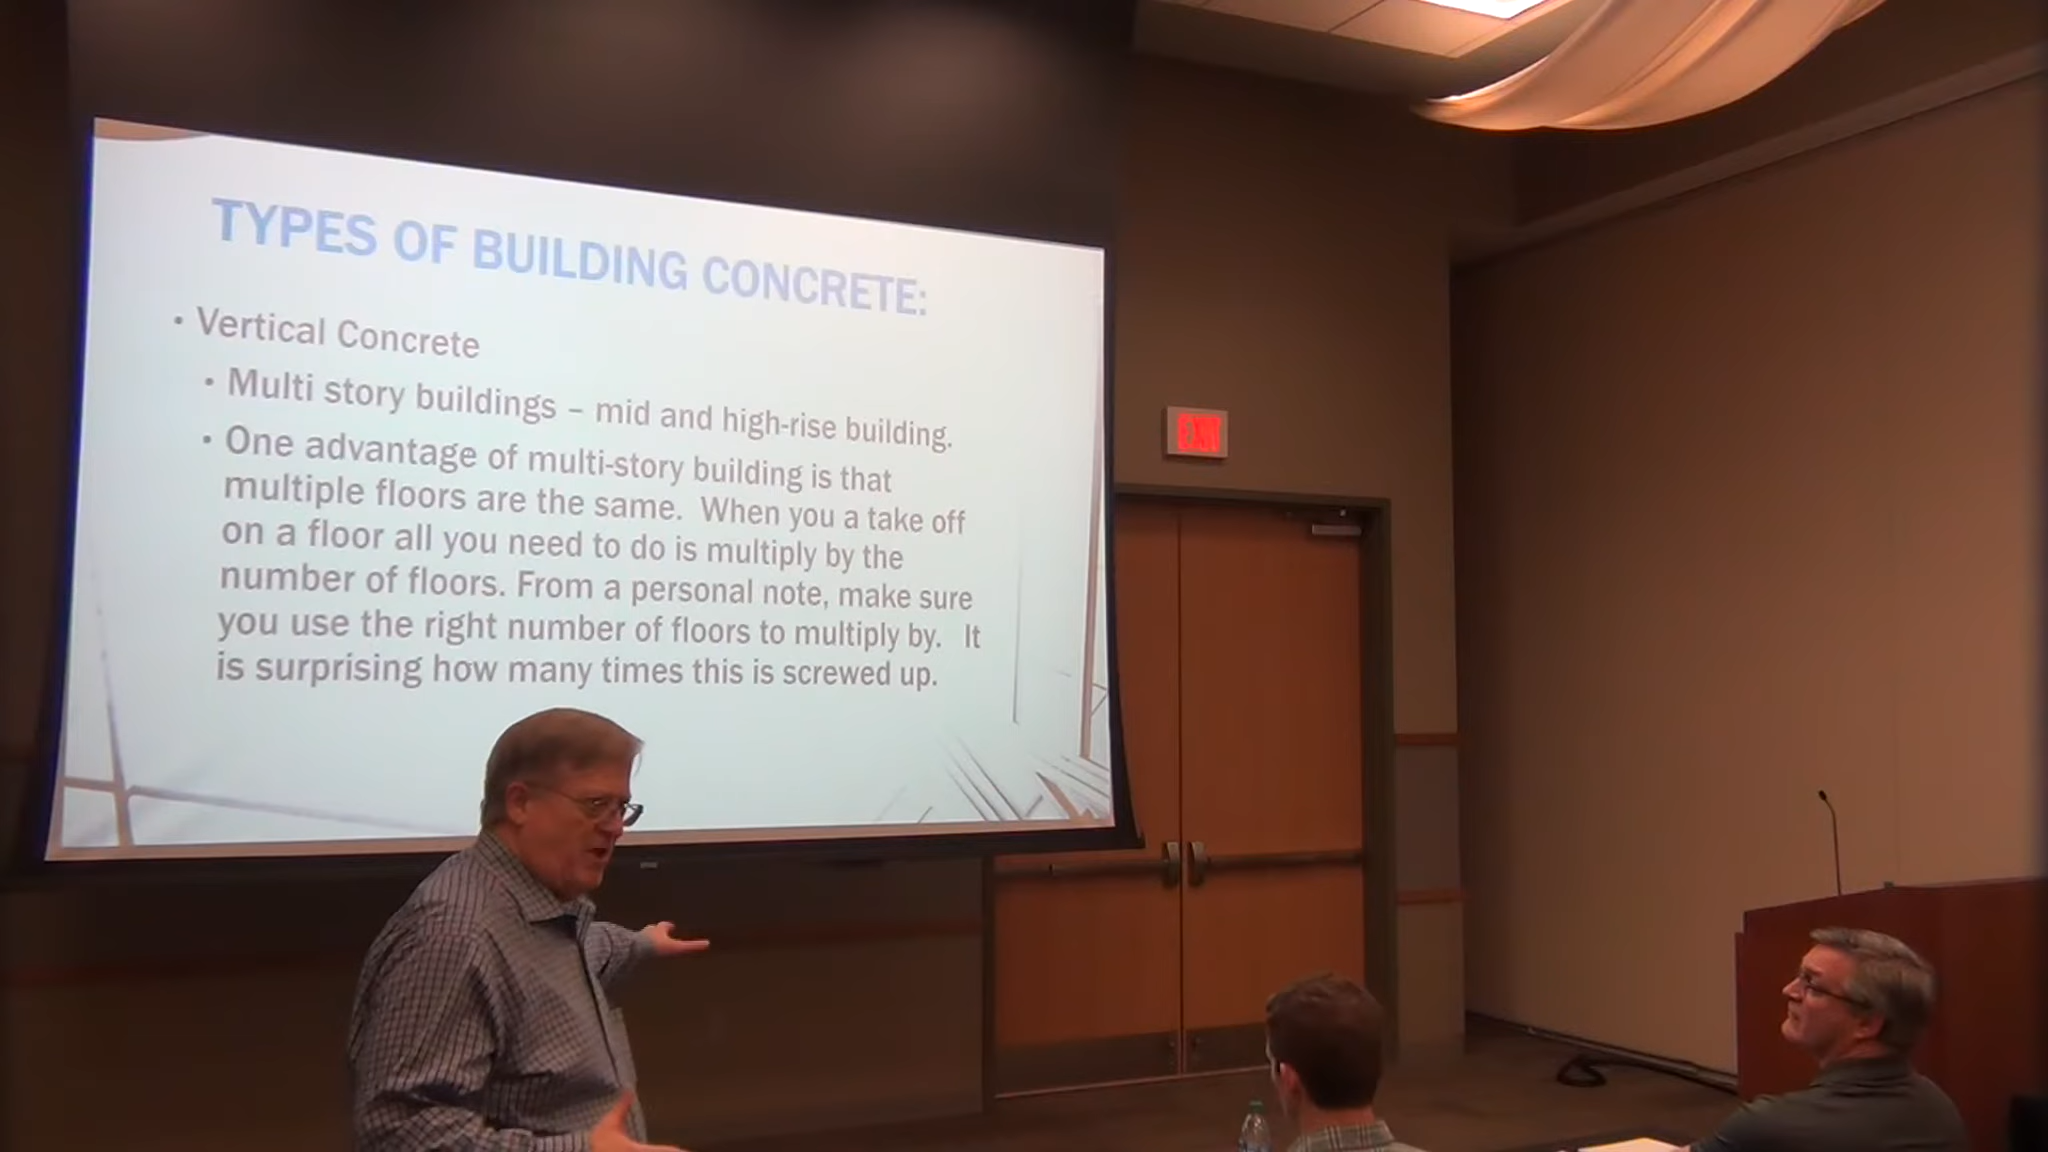 TYPES OF BUILDING CONCRETE:
• Vertical Concrete
• Multi story buildings – mid and high-rise building.
• One advantage of multi-story building is that
multiple floors are the same. When you a take off
on a floor all you need to do is multiply by the
number of floors. From a personal note, make sure
you use the right number of floors to multiply by. It
is surprising how many times this is screwed up.
EXIT